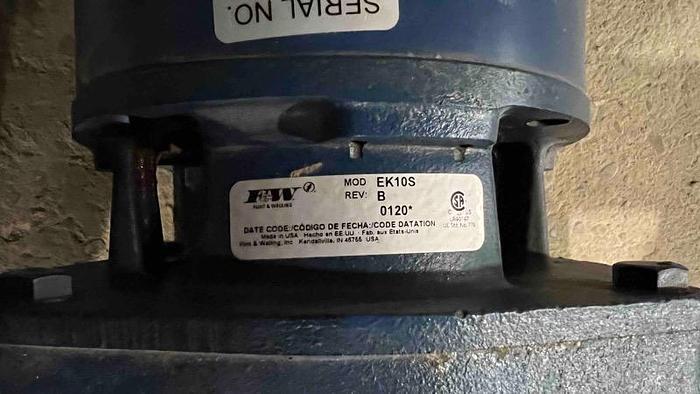 SERIAL NO.
F&W
FLINT & WALLING
MOD EK10S
REV: B
0120*
DATE CODE:/CÓDIGO DE FECHA:/CODE DATATION
Made in USA Hecho en EE.UU Fab. aux États-Unis
Flint & Walling, Inc Kendallville, IN 46755 USA